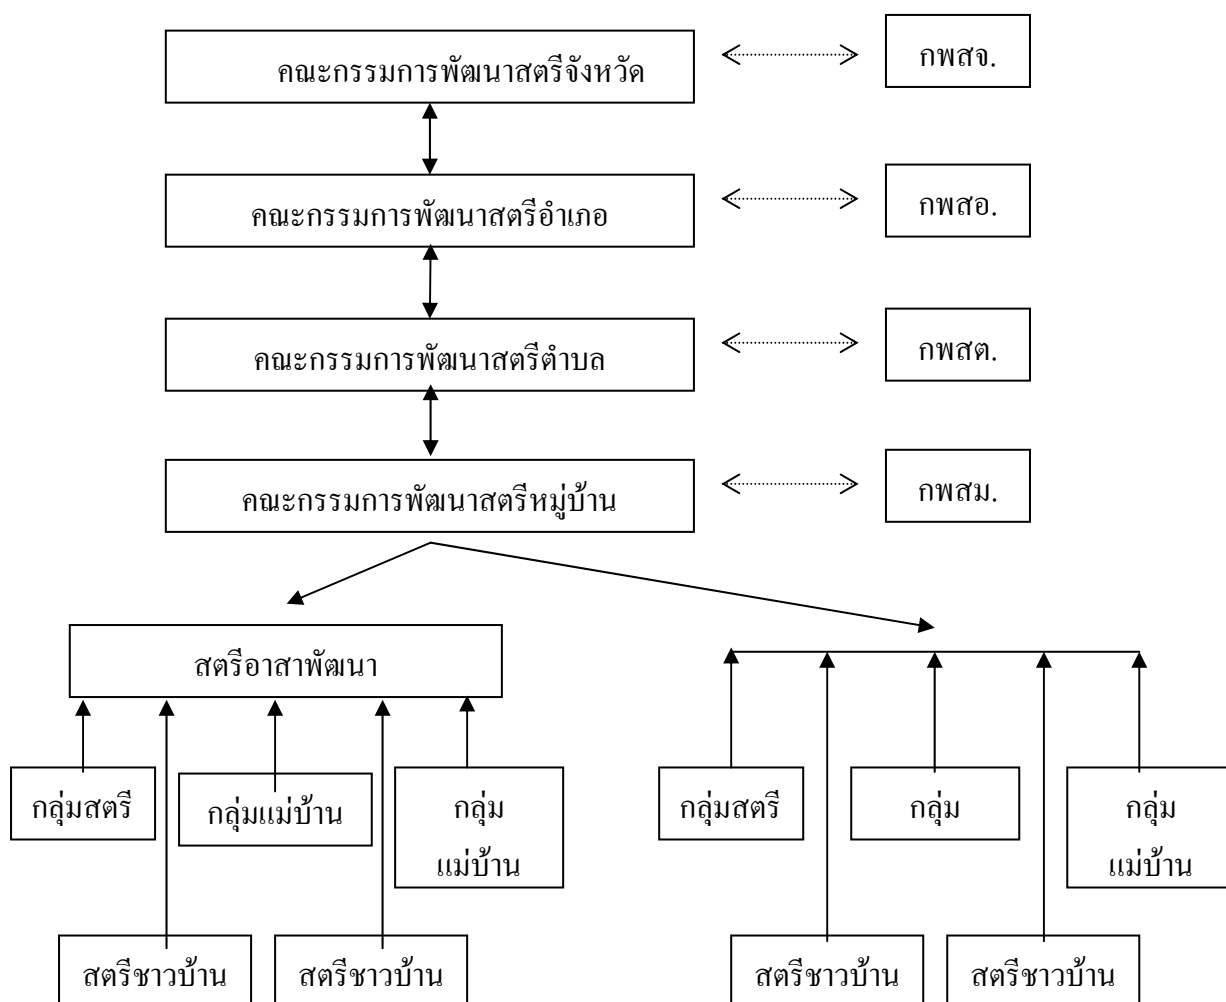 คณะกรรมการพัฒนาสตรีจังหวัด
กพสจ.
คณะกรรมการพัฒนาสตรีอำเภอ
กพสอ.
คณะกรรมการพัฒนาสตรีตำบล
กพสต.
คณะกรรมการพัฒนาสตรีหมู่บ้าน
กพสม.
สตรีอาสาพัฒนา
กลุ่มสตรี
กลุ่มแม่บ้าน
กลุ่ม
แม่บ้าน
กลุ่มสตรี
กลุ่ม
กลุ่ม
แม่บ้าน
สตรีชาวบ้าน
สตรีชาวบ้าน
สตรีชาวบ้าน
สตรีชาวบ้าน